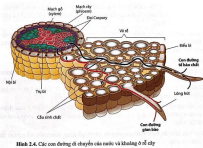 Mạch gỗ
(xylem)
Mạch rây
(phloem)
Đai Caspary
Vỏ rễ
Biểu bì
Con đường
tế bào chất
Lông hút
Con đường
gian bào
Nội bì
Trụ bì
Cầu sinh chất
Hình 2.4. Các con đường di chuyển của nước và khoáng ở rễ cây